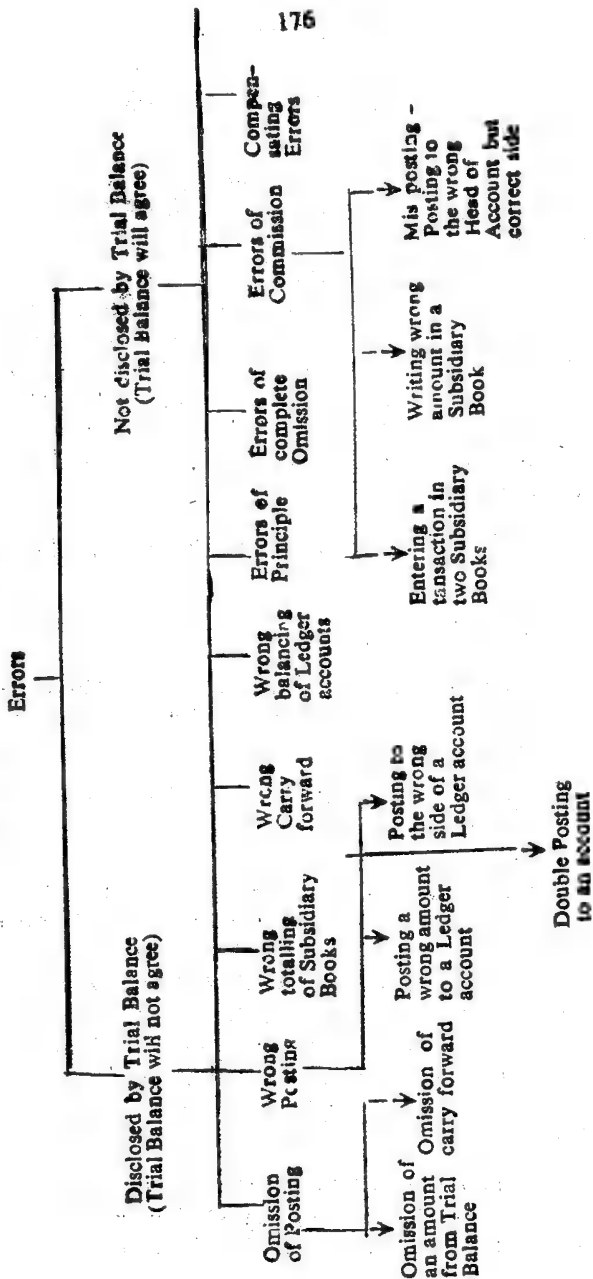 176
Errors
Disclosed by Trial Balance
(Trial Balance will not agree)
Not disclosed by Trial Balance
(Trial Balance will agree)
Omission
of Posting
Wrong
Posting
Wrong
totalling
of Subsidiary
Books
Wrong
Carry
forward
Wrong
balancing
of Ledger
accounts
Errors of
Principle
Errors of
complete
Omission
Errors of
Commission
Compen-
sating
Errors
Omission of
an amount
from Trial
Balance
Omission of
carry forward
Posting a
wrong amount
to a Ledger
account
Posting to
the wrong
side of a
Ledger account
Double Posting
to an account
Entering a
tansaction in
two Subsidiary
Books
Writing wrong
amount in a
Subsidiary
Book
Mis posting -
Posting to
the wrong
Head of
Account but
correct side